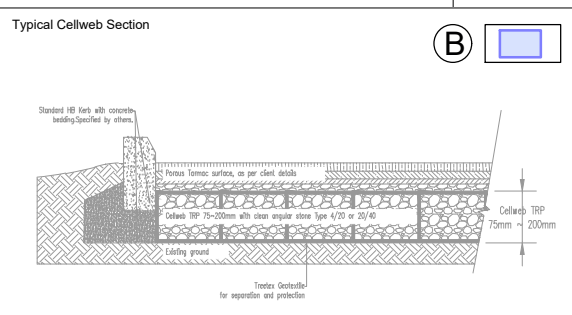 Typical Cellweb Section
B
Standard HB Kerb with concrete
bedding.Specified by others.
Porous Tarmac surface, as per client details
Cellweb TRP 75-200mm with clean angular stone Type 4/20 or 20/40
Existing ground
Cellweb TRP
75mm ~ 200mm
Treetex Geotextile
for separation and protection